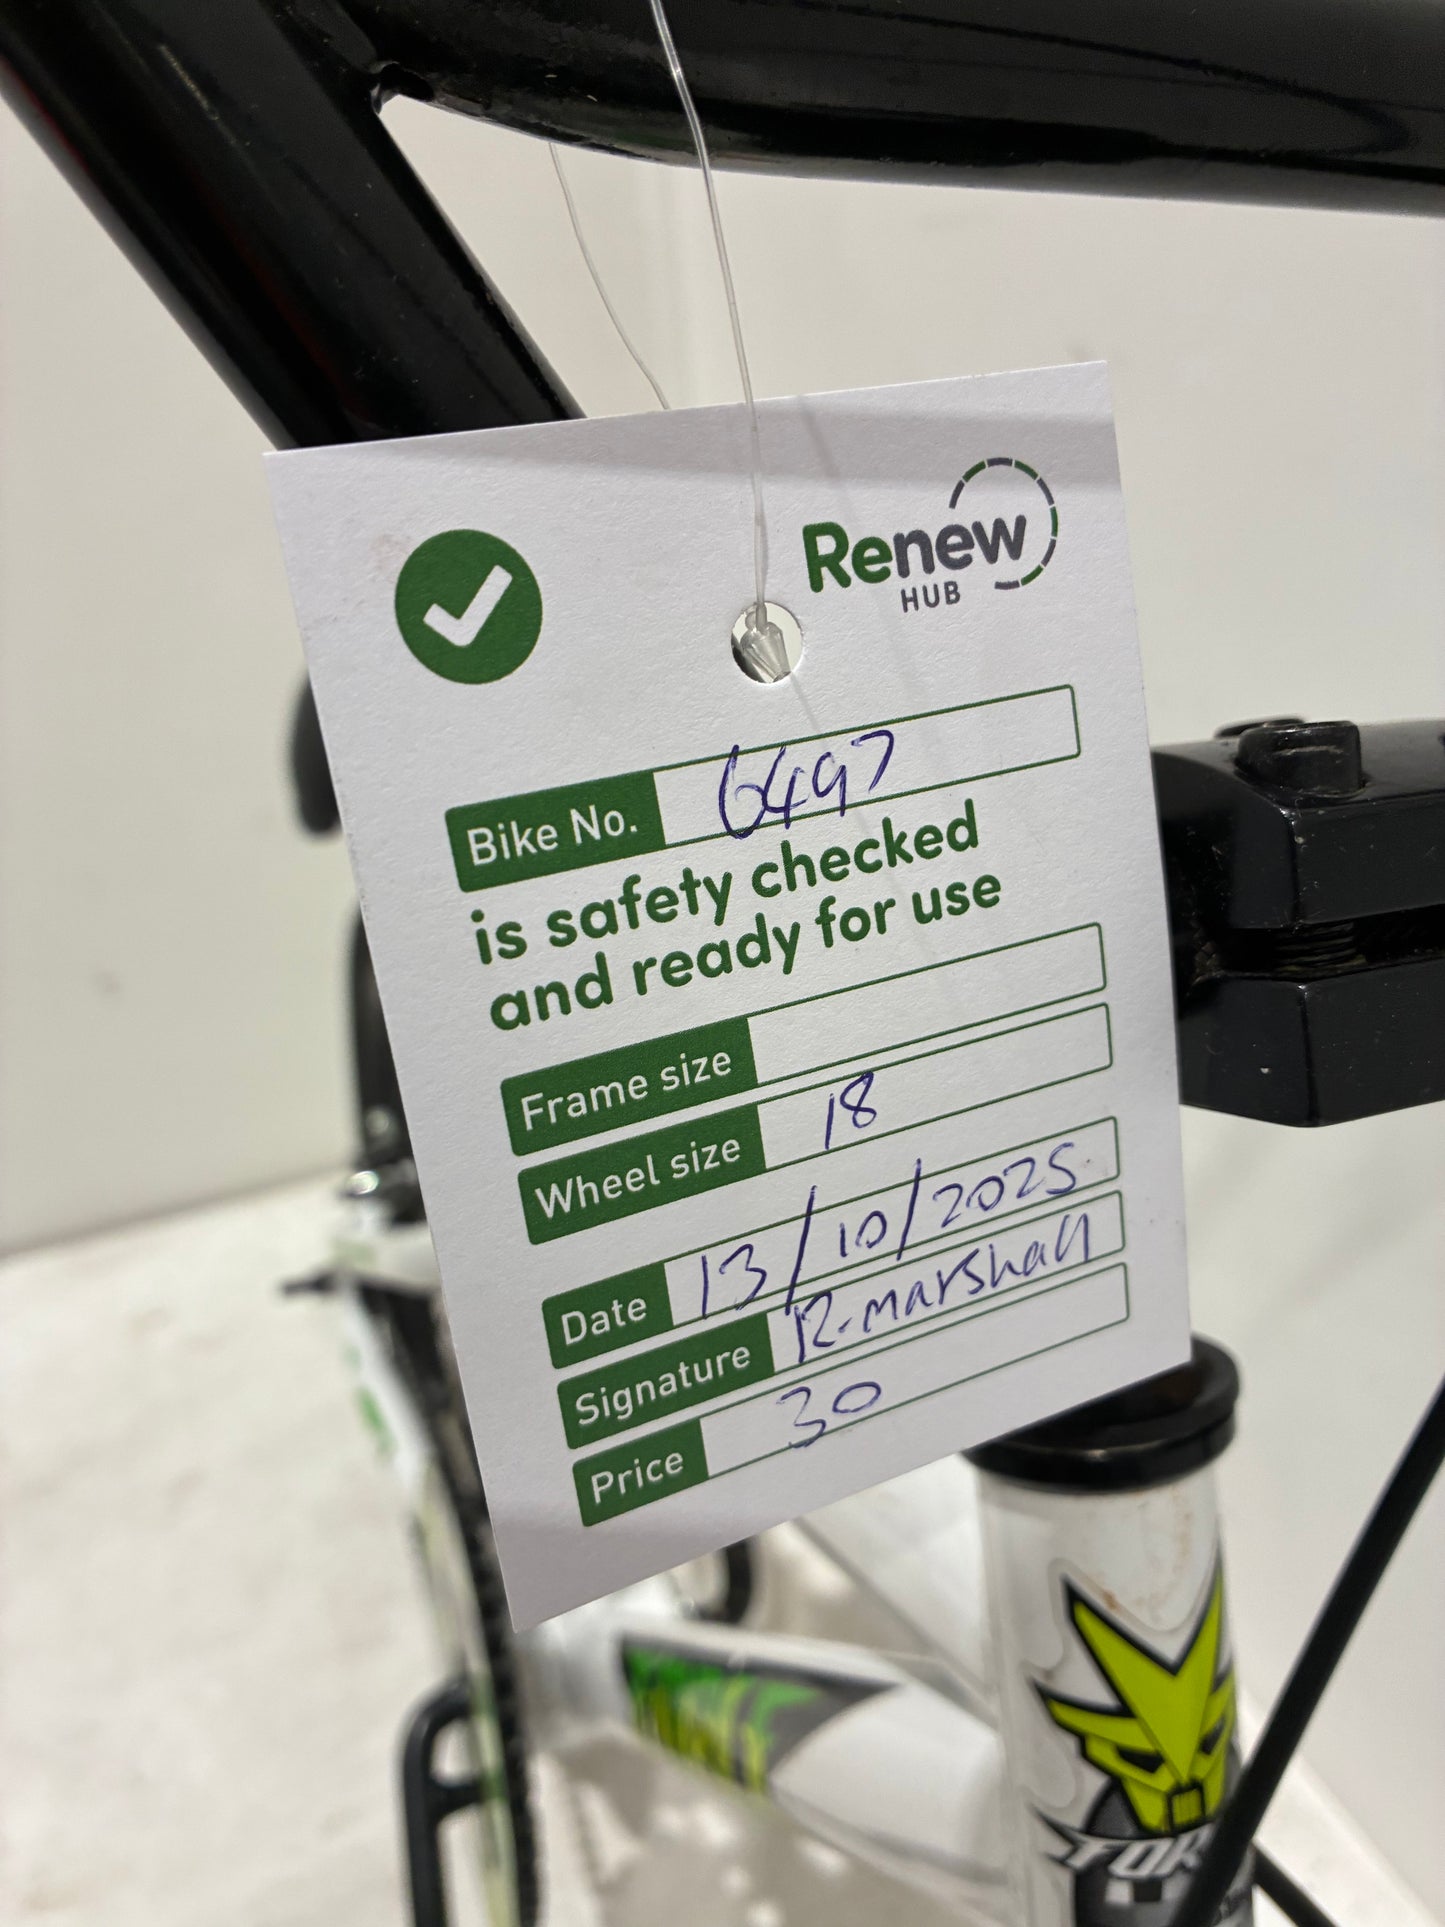 Renew
HUB
Bike No. 6497
is safety checked
and ready for use
Frame size
Wheel size 18
Date 13/10/2025
Signature R. marshall
Price 30